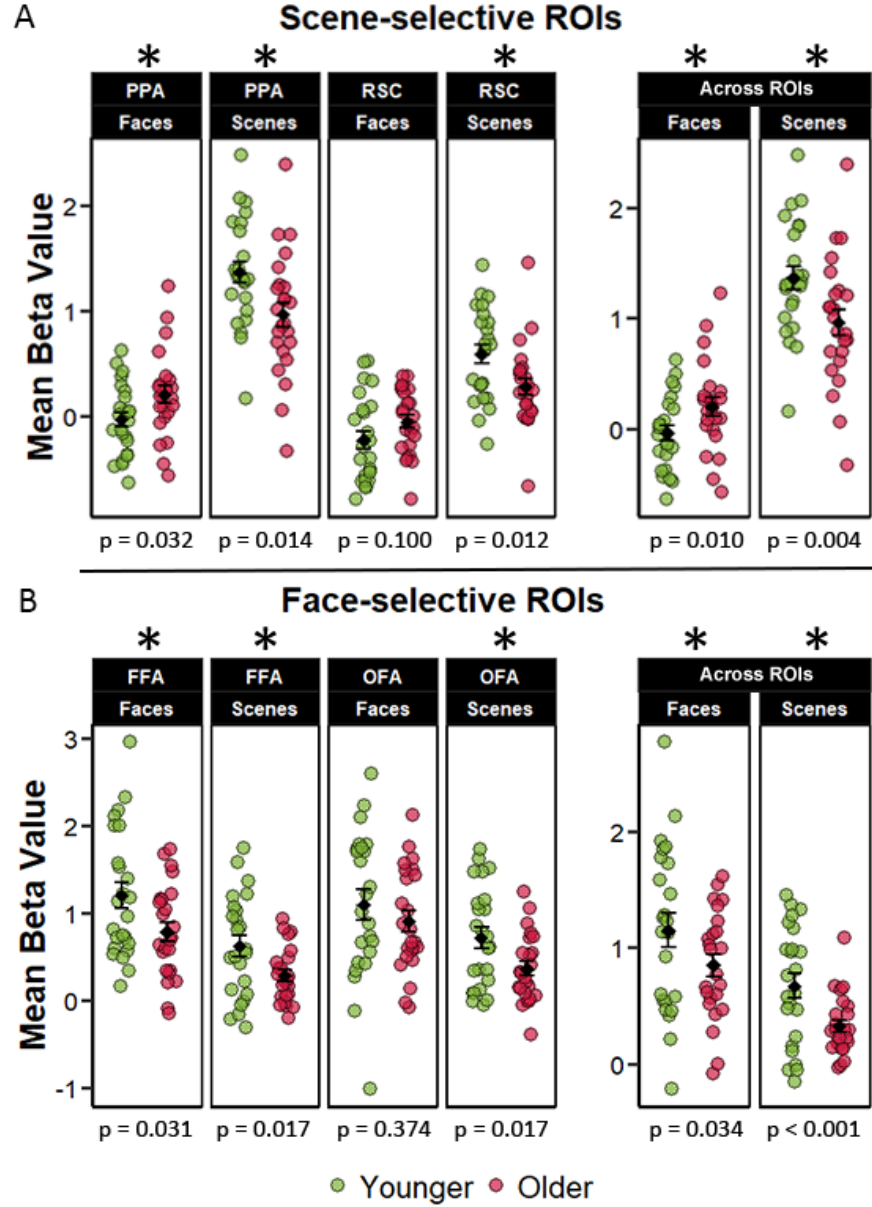 A
Scene-selective ROIs
* * * * *
PPA PPA RSC RSC Across ROIs
Faces Scenes Faces Scenes Faces Scenes
Mean Beta Value
2
1
0
2
1
0
p = 0.032 p = 0.014 p = 0.100 p = 0.012 p = 0.010 p = 0.004
B
Face-selective ROIs
* * * * *
FFA FFA OFA OFA Across ROIs
Faces Scenes Faces Scenes Faces Scenes
Mean Beta Value
3
2
1
0
-1
2
1
0
p = 0.031 p = 0.017 p = 0.374 p = 0.017 p = 0.034 p < 0.001
Younger Older